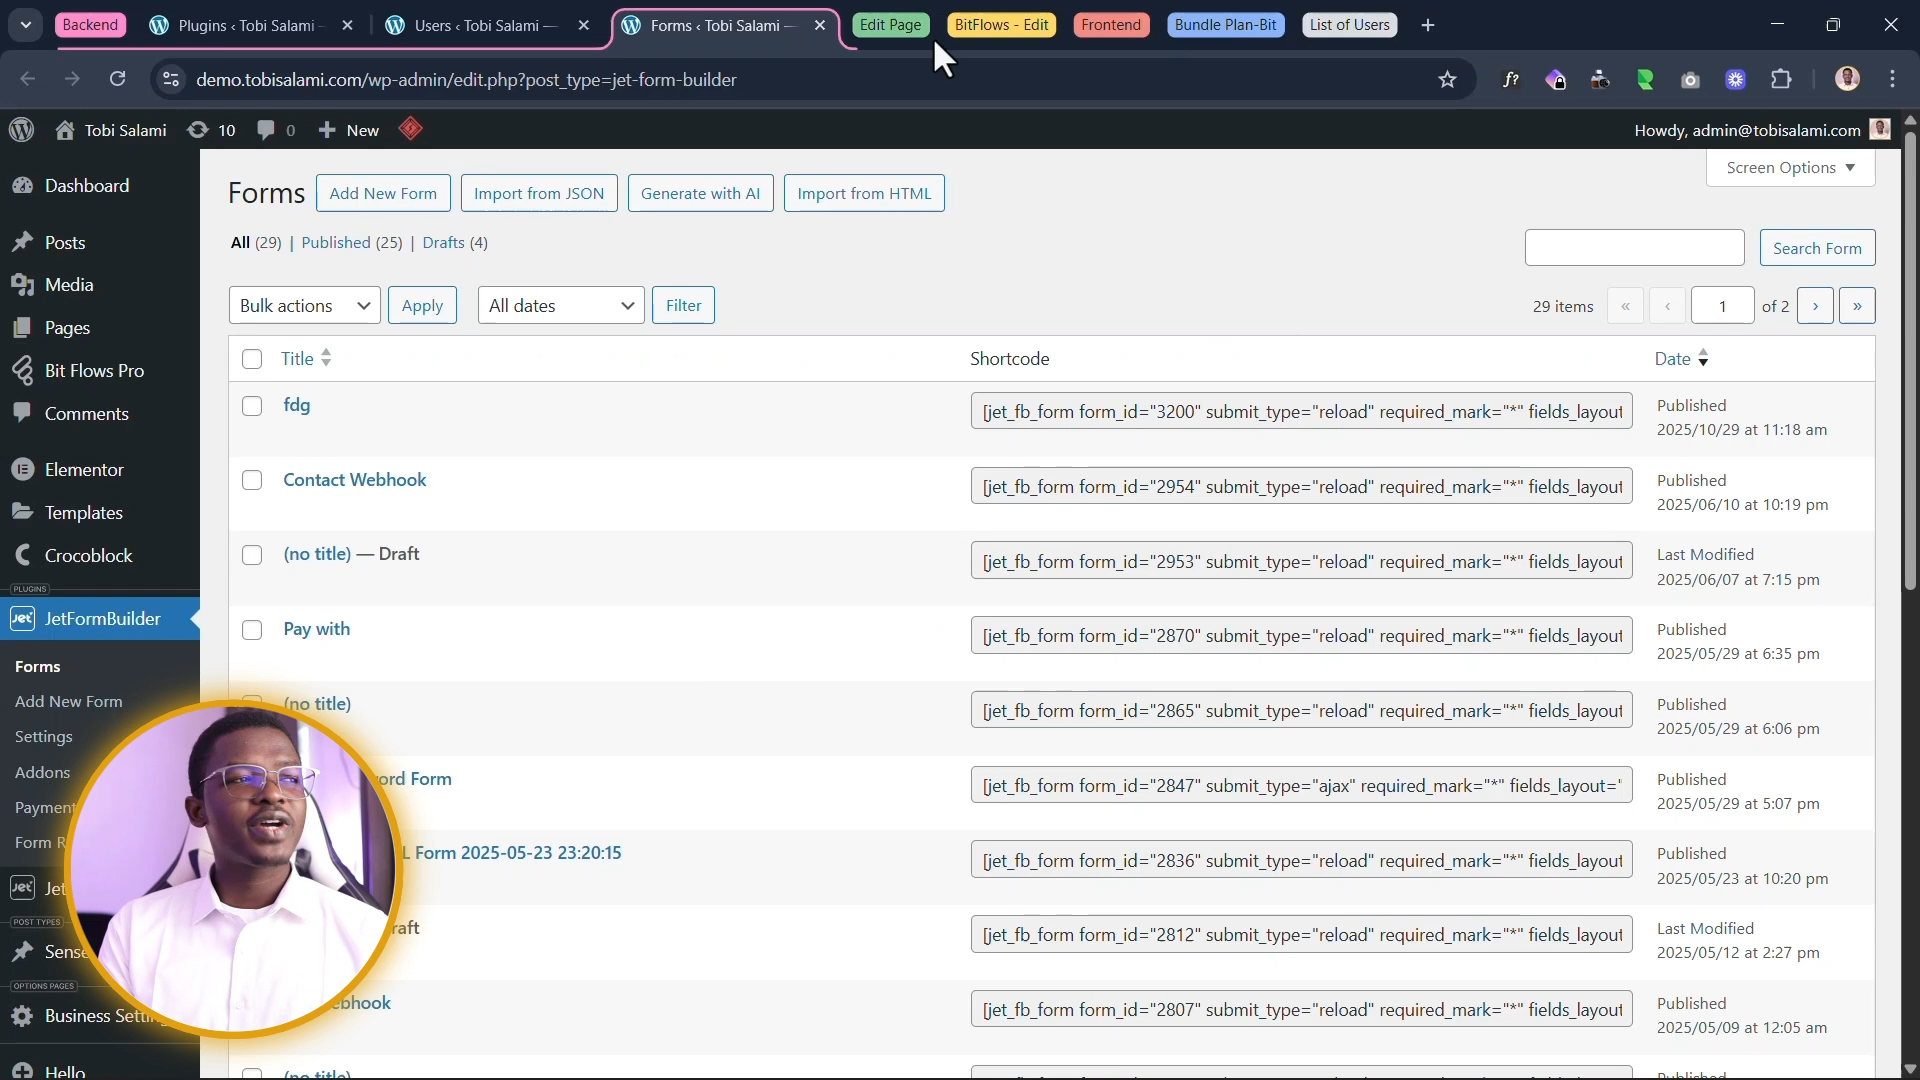 Backend
Plugins ‹ Tobi Salami –
Users ‹ Tobi Salami —
Forms ‹ Tobi Salami —
Edit Page
BitFlows - Edit
Frontend
Bundle Plan-Bit
List of Users
demo.tobisalami.com/wp-admin/edit.php?post_type=jet-form-builder
f?
Tobi Salami
10
0
New
Howdy, admin@tobisalami.com
Dashboard
Posts
Media
Pages
Bit Flows Pro
Comments
Elementor
Templates
Crocoblock
PLUGINS
Jet JetFormBuilder
Forms
Add New Form
Settings
Addons
Payment
Form R
Jet Jet
POST TYPES
Sense
OPTIONS PAGES
Business Setting
Hello
Screen Options
Forms
Add New Form
Import from JSON
Generate with AI
Import from HTML
All (29) | Published (25) | Drafts (4)
Search Form
Bulk actions
Apply
All dates
Filter
29 items
«
‹
1
of 2
›
»
Title
Shortcode
Date
fdg
[jet_fb_form form_id="3200" submit_type="reload" required_mark="*" fields_layout
Published
2025/10/29 at 11:18 am
Contact Webhook
[jet_fb_form form_id="2954" submit_type="reload" required_mark="*" fields_layout
Published
2025/06/10 at 10:19 pm
(no title) — Draft
[jet_fb_form form_id="2953" submit_type="reload" required_mark="*" fields_layout
Last Modified
2025/06/07 at 7:15 pm
Pay with
[jet_fb_form form_id="2870" submit_type="reload" required_mark="*" fields_layout
Published
2025/05/29 at 6:35 pm
(no title)
[jet_fb_form form_id="2865" submit_type="reload" required_mark="*" fields_layout
Published
2025/05/29 at 6:06 pm
ord Form
[jet_fb_form form_id="2847" submit_type="ajax" required_mark="*" fields_layout="
Published
2025/05/29 at 5:07 pm
L Form 2025-05-23 23:20:15
[jet_fb_form form_id="2836" submit_type="reload" required_mark="*" fields_layout
Published
2025/05/23 at 10:20 pm
raft
[jet_fb_form form_id="2812" submit_type="reload" required_mark="*" fields_layout
Last Modified
2025/05/12 at 2:27 pm
ebhook
[jet_fb_form form_id="2807" submit_type="reload" required_mark="*" fields_layout
Published
2025/05/09 at 12:05 am
(no title)
Published